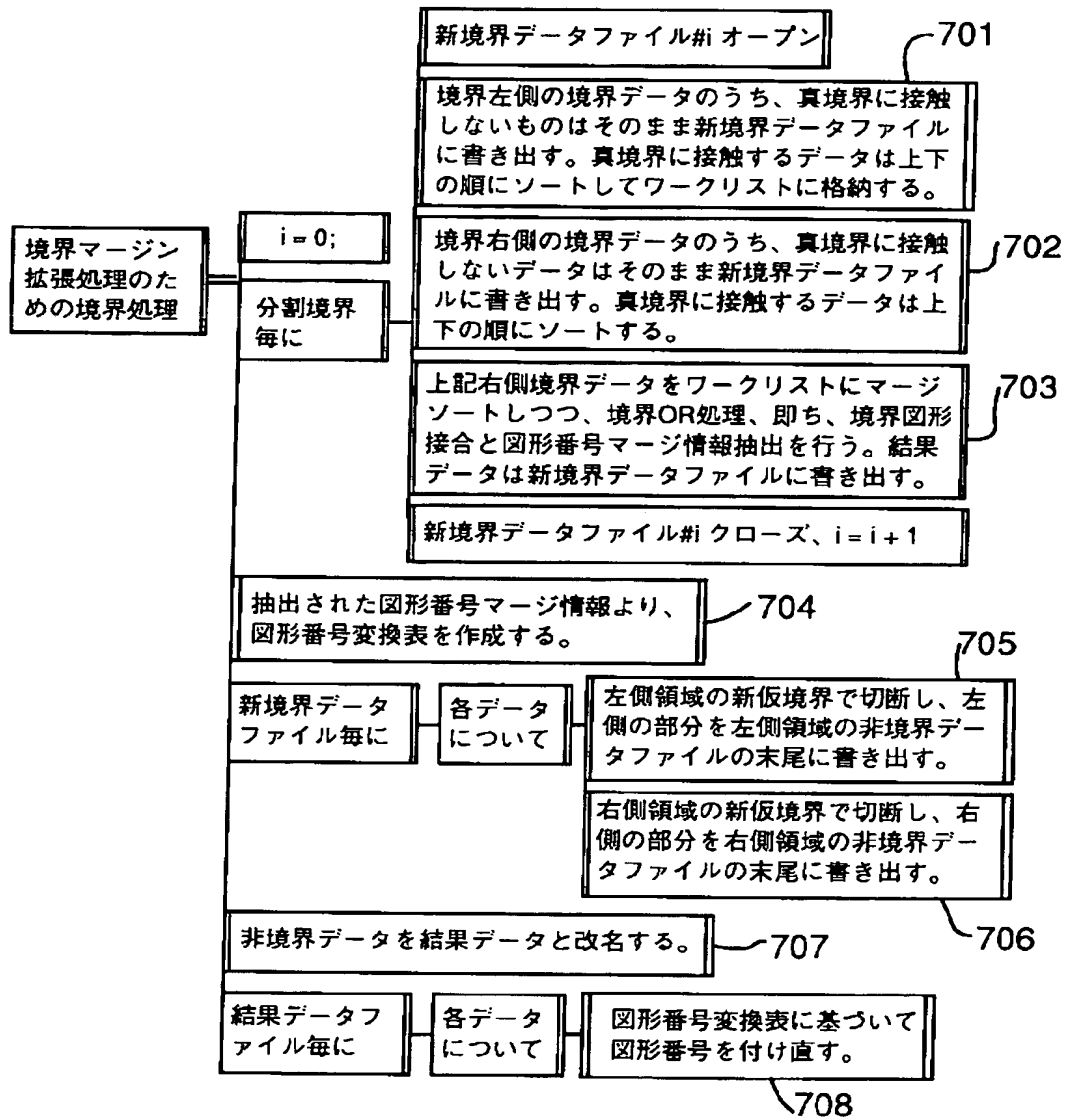 境界マージン
拡張処理のた
めの境界処理
i = 0;
分割境界
毎に
新境界データファイル#i オープン
701
境界左側の境界データのうち、真境界に接触
しないものはそのまま新境界データファイル
に書き出す。真境界に接触するデータは上下
の順にソートしてワークリストに格納する。
702
境界右側の境界データのうち、真境界に接触
しないデータはそのまま新境界データファイ
ルに書き出す。真境界に接触するデータは上
下の順にソートする。
703
上記右側境界データをワークリストにマージ
ソートしつつ、境界OR処理、即ち、境界図形
接合と図形番号マージ情報抽出を行う。結果
データは新境界データファイルに書き出す。
新境界データファイル#i クローズ、i = i + 1
抽出された図形番号マージ情報より、
図形番号変換表を作成する。
704
新境界データ
ファイル毎に
各データ
について
705
左側領域の新仮境界で切断し、左
側の部分を左側領域の非境界デー
タファイルの末尾に書き出す。
右側領域の新仮境界で切断し、右
側の部分を右側領域の非境界デー
タファイルの末尾に書き出す。
706
非境界データを結果データと改名する。
707
結果データフ
ァイル毎に
各データ
について
図形番号変換表に基づいて
図形番号を付け直す。
708